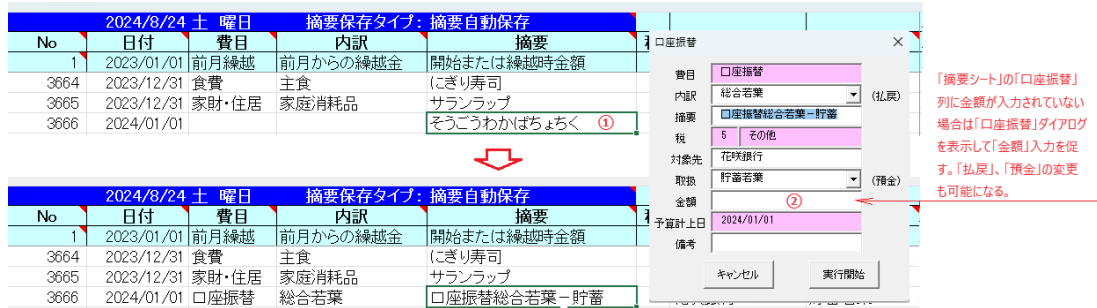 2024/8/24 土 曜日 摘要保存タイプ: 摘要自動保存
No 日付 費目 内訳 摘要
1 2023/01/01 前月繰越 前月からの繰越金 開始または繰越時金額
3664 2023/12/31 食費 主食 にぎり寿司
3665 2023/12/31 家財・住居 家庭消耗品 サランラップ
3666 2024/01/01 そうごうわかばちょちく ①
2024/8/24 土 曜日 摘要保存タイプ: 摘要自動保存
No 日付 費目 内訳 摘要
1 2023/01/01 前月繰越 前月からの繰越金 開始または繰越時金額
3664 2023/12/31 食費 主食 にぎり寿司
3665 2023/12/31 家財・住居 家庭消耗品 サランラップ
3666 2024/01/01 口座振替 総合若葉 口座振替総合若葉-貯蓄
口座振替 ×
費目 口座振替
内訳 総合若葉 (払戻)
摘要 口座振替総合若葉-貯蓄
税 5 その他
対象先 花咲銀行
取扱 貯蓄若葉 (預金)
金額 ②
予算計上日 2024/01/01
備考
キャンセル 実行開始
「摘要シート」の「口座振替」
列に金額が入力されていない
場合は「口座振替」ダイアログ
を表示して「金額」入力を促
す。「払戻」、「預金」の変更
も可能になる。